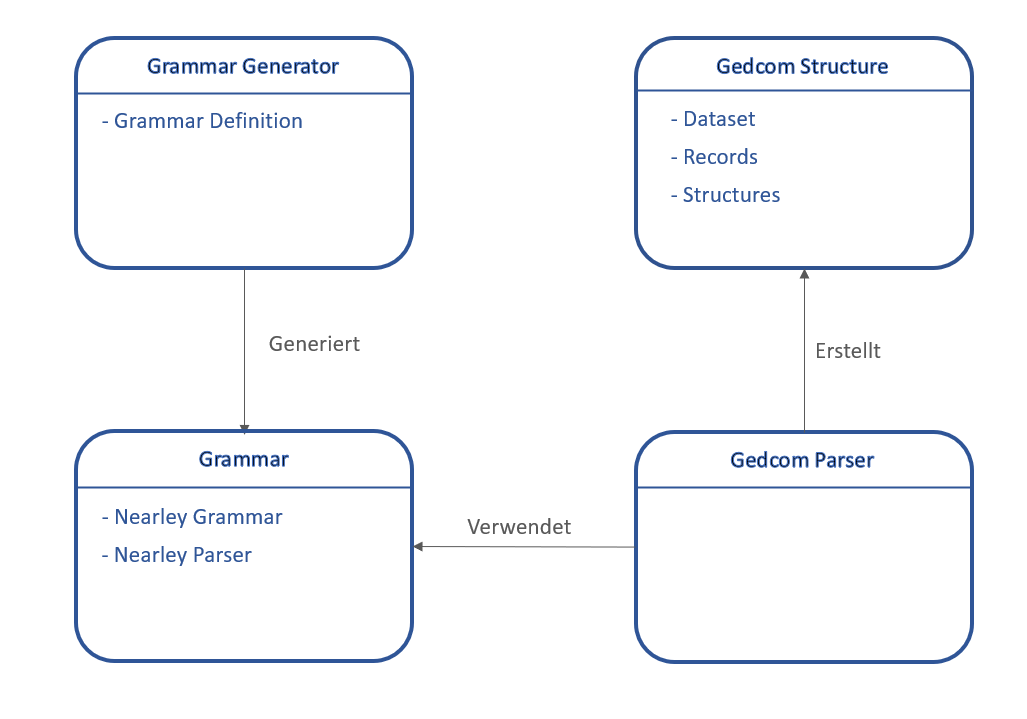 Grammar Generator
- Grammar Definition
Gedcom Structure
- Dataset
- Records
- Structures
Generiert
Erstellt
Grammar
- Nearley Grammar
- Nearley Parser
Verwendet
Gedcom Parser